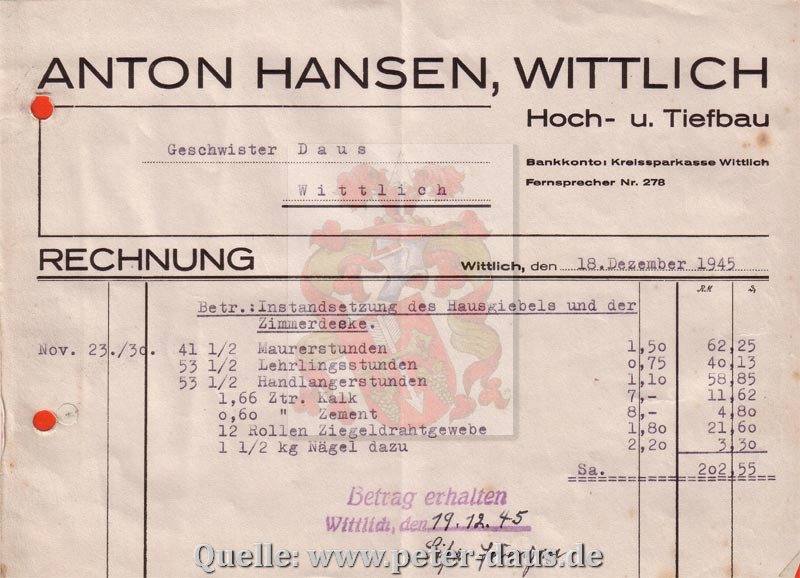 ANTON HANSEN, WITTLICH
Hoch- u. Tiefbau
Geschwister Daus
Wittlich
Bankkonto: Kreissparkasse Wittlich
Fernsprecher Nr. 278
RECHNUNG Wittlich, den 18.Dezember 1945
R.M. ₰
Betr.:Instandsetzung des Hausgiebels und der
Zimmerdeske.
Nov. 23./30. 41 1/2 Maurerstunden 1,50 62,25
53 1/2 Lehrlingsstunden 0,75 40,13
53 1/2 Handlangerstunden 1,10 58,85
1,66 Ztr. Kalk 7,- 11,62
0,60 " Zement 8,- 4,80
12 Rollen Ziegeldrahtgewebe 1,80 21,60
1 1/2 kg Nägel dazu 2,20 3,30
Sa. 202,55
Betrag erhalten
Wittlich, den 19.12.45
Quelle: www.peter-daus.de